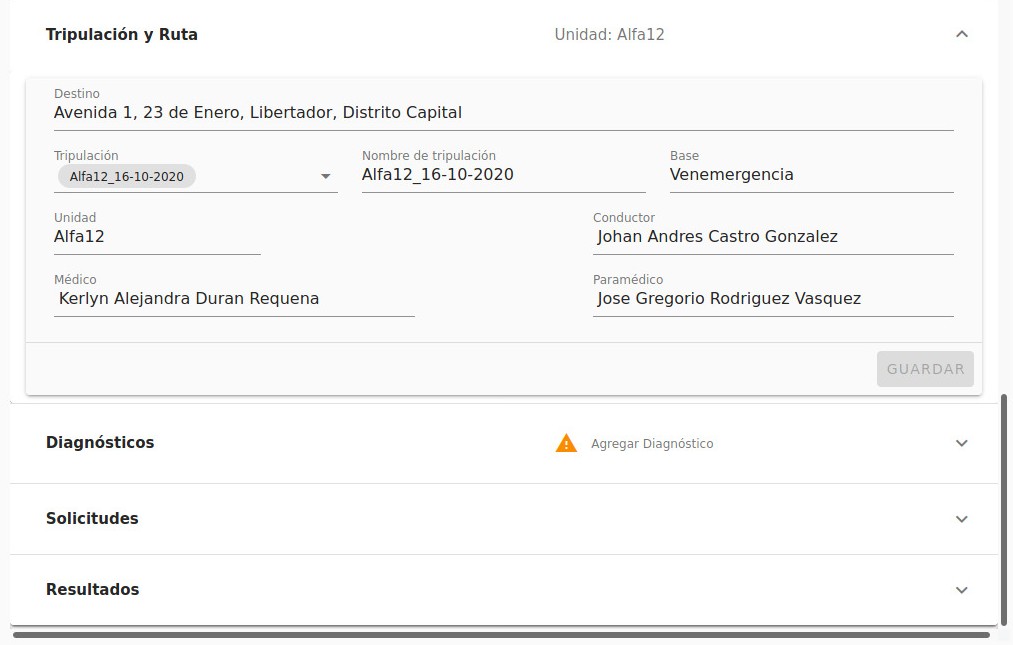 Tripulación y Ruta
Unidad: Alfa12
Destino
Avenida 1, 23 de Enero, Libertador, Distrito Capital
Tripulación
Alfa12_16-10-2020
Nombre de tripulación
Alfa12_16-10-2020
Base
Venemergencia
Unidad
Alfa12
Conductor
Johan Andres Castro Gonzalez
Médico
Kerlyn Alejandra Duran Requena
Paramédico
Jose Gregorio Rodriguez Vasquez
GUARDAR
Diagnósticos
Agregar Diagnóstico
Solicitudes
Resultados